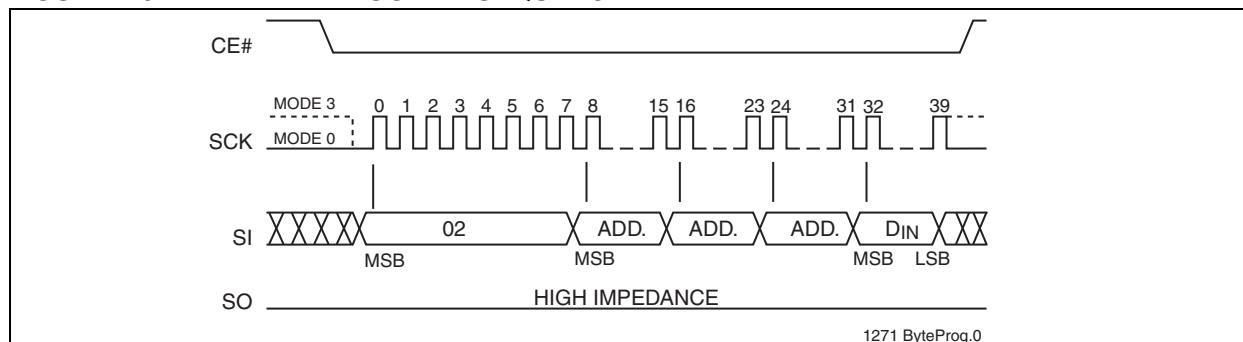 CE#
MODE 3
0 1 2 3 4 5 6 7 8 15 16 23 24 31 32 39
SCK
MODE 0
SI
02 ADD. ADD. ADD. DIN
MSB MSB MSB LSB
SO
HIGH IMPEDANCE
1271 ByteProg.0